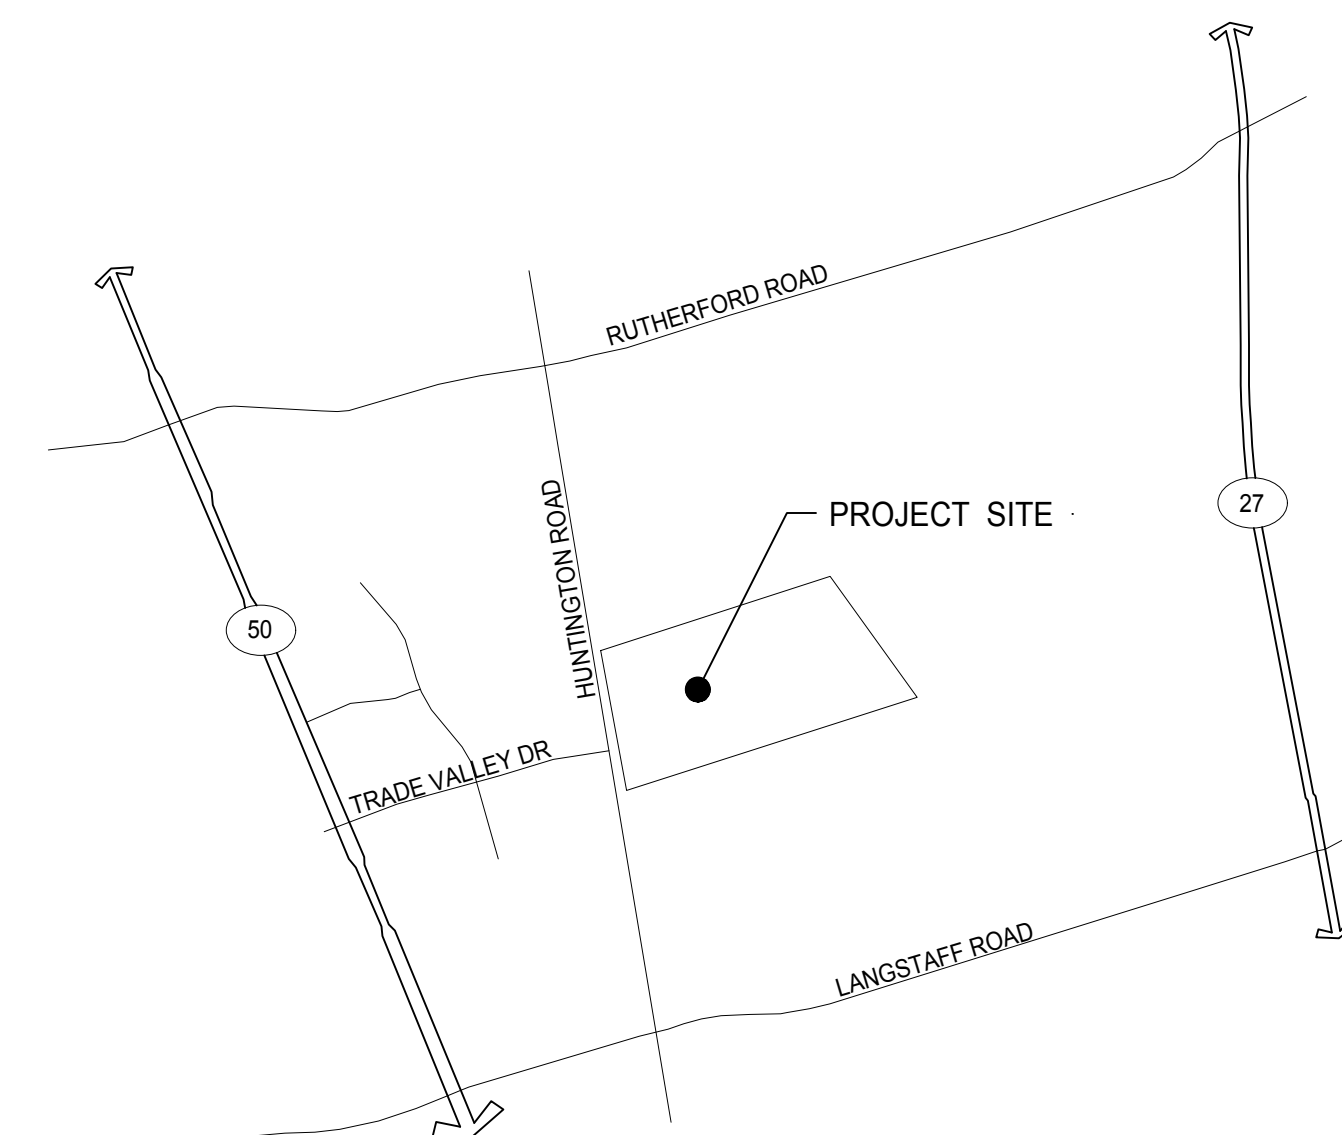 RUTHERFORD ROAD
HUNTINGTON ROAD
PROJECT SITE
27
50
TRADE VALLEY DR
LANGSTAFF ROAD